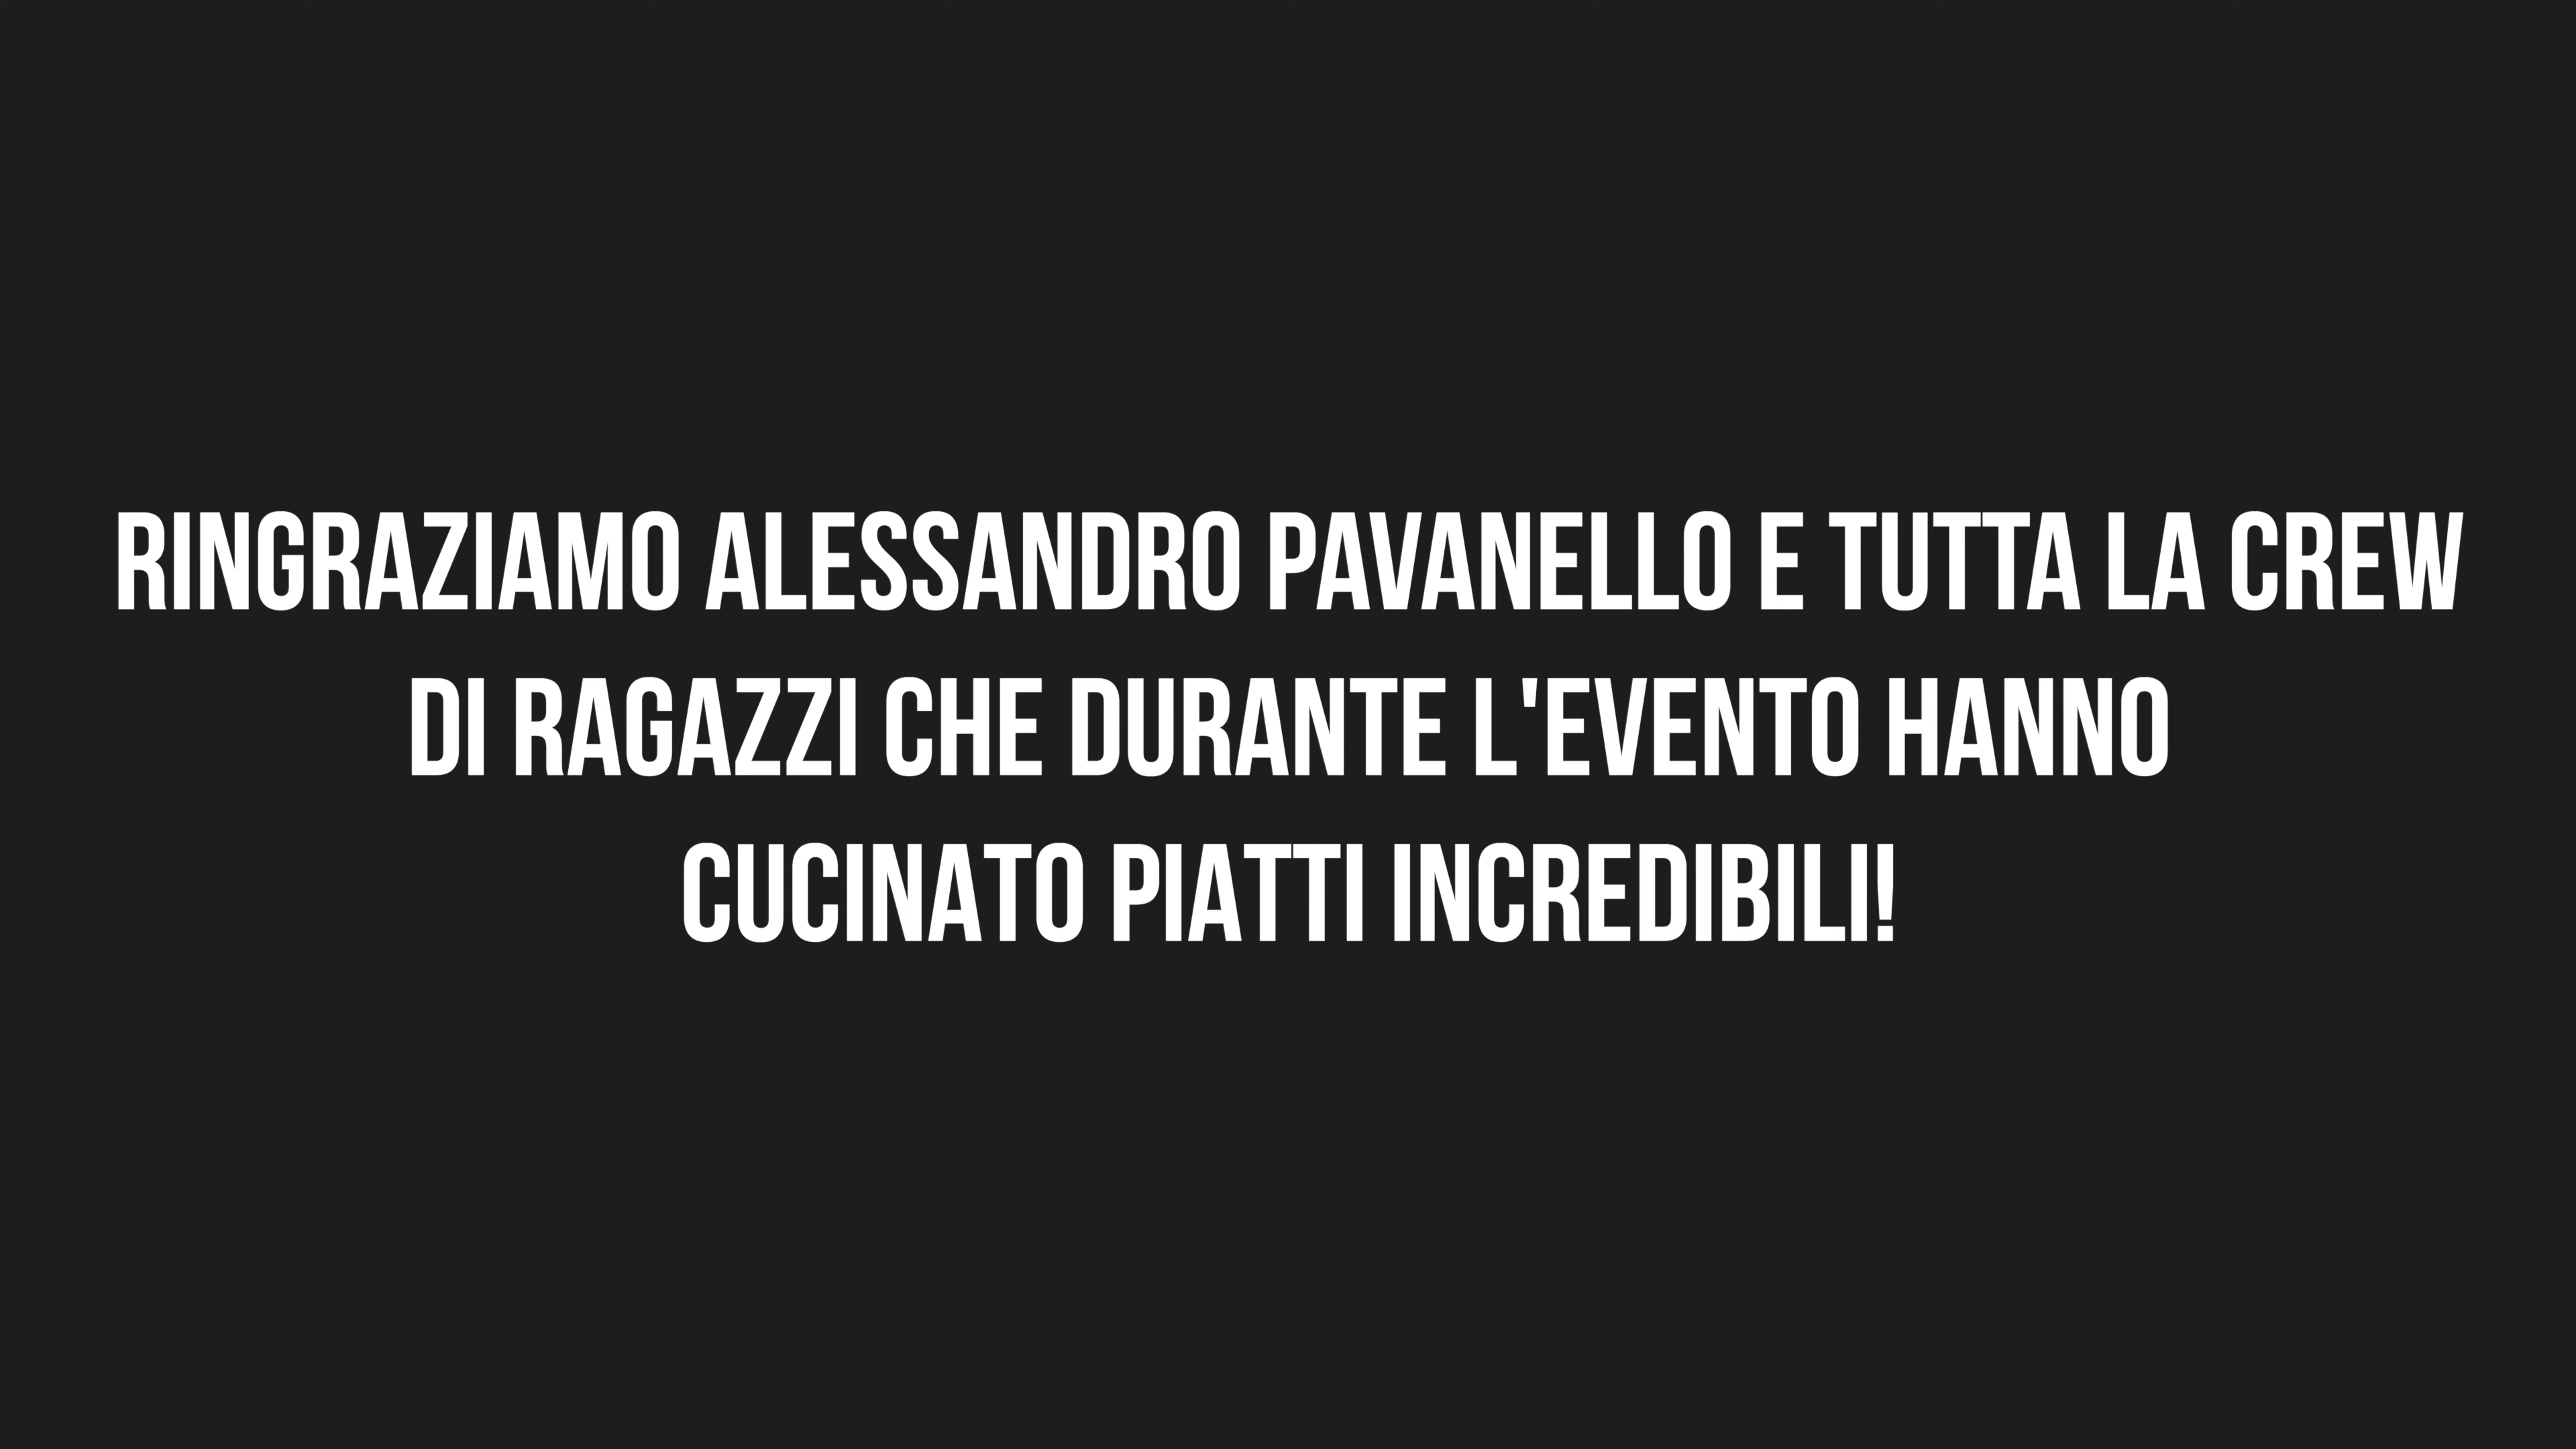 RINGRAZIAMO ALESSANDRO PAVANELLO E TUTTA LA CREW
DI RAGAZZI CHE DURANTE L'EVENTO HANNO
CUCINATO PIATTI INCREDIBILI!